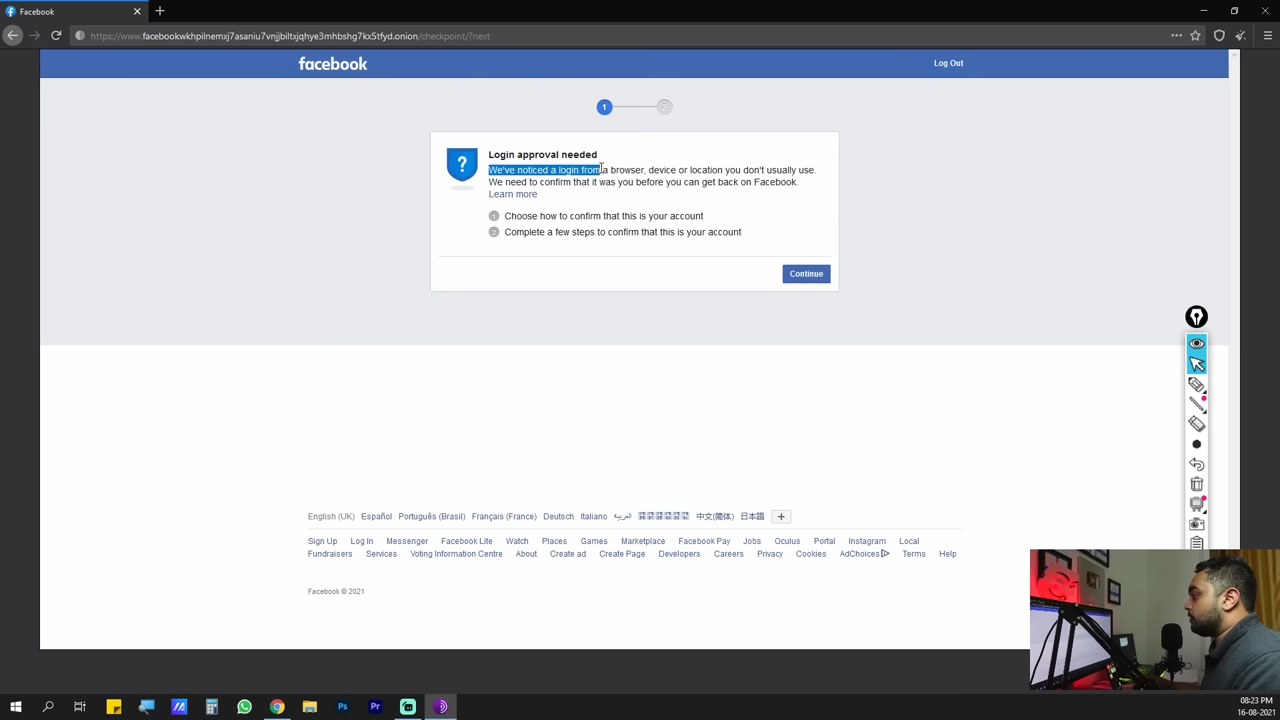 Facebook
https://www.facebookwkhpilnemxj7asaniu7vnjjbiltxjqhye3mhbshg7kx5tfyd.onion/checkpoint/?next
facebook
Log Out
1
2
Login approval needed
We've noticed a login from a browser, device or location you don't usually use.
We need to confirm that it was you before you can get back on Facebook.
Learn more
1 Choose how to confirm that this is your account
2 Complete a few steps to confirm that this is your account
Continue
English (UK) Español Português (Brasil) Français (France) Deutsch Italiano العربية 中文(简体) 日本語 +
Sign Up Log In Messenger Facebook Lite Watch Places Games Marketplace Facebook Pay Jobs Oculus Portal Instagram Local
Fundraisers Services Voting Information Centre About Create ad Create Page Developers Careers Privacy Cookies AdChoices Terms Help
Facebook © 2021
Ps
Pr
08:23 PM
16-08-2021